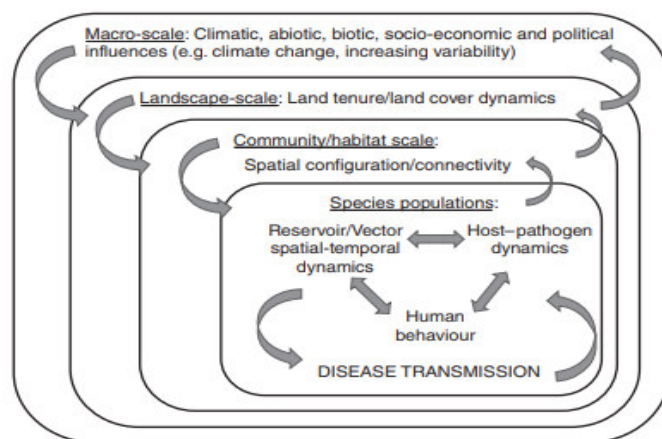 Macro-scale: Climatic, abiotic, biotic, socio-economic and political
influences (e.g. climate change, increasing variability)
Landscape-scale: Land tenure/land cover dynamics
Community/habitat scale:
Spatial configuration/connectivity
Species populations:
Reservoir/Vector
spatial-temporal
dynamics
Host–pathogen
dynamics
Human
behaviour
DISEASE TRANSMISSION